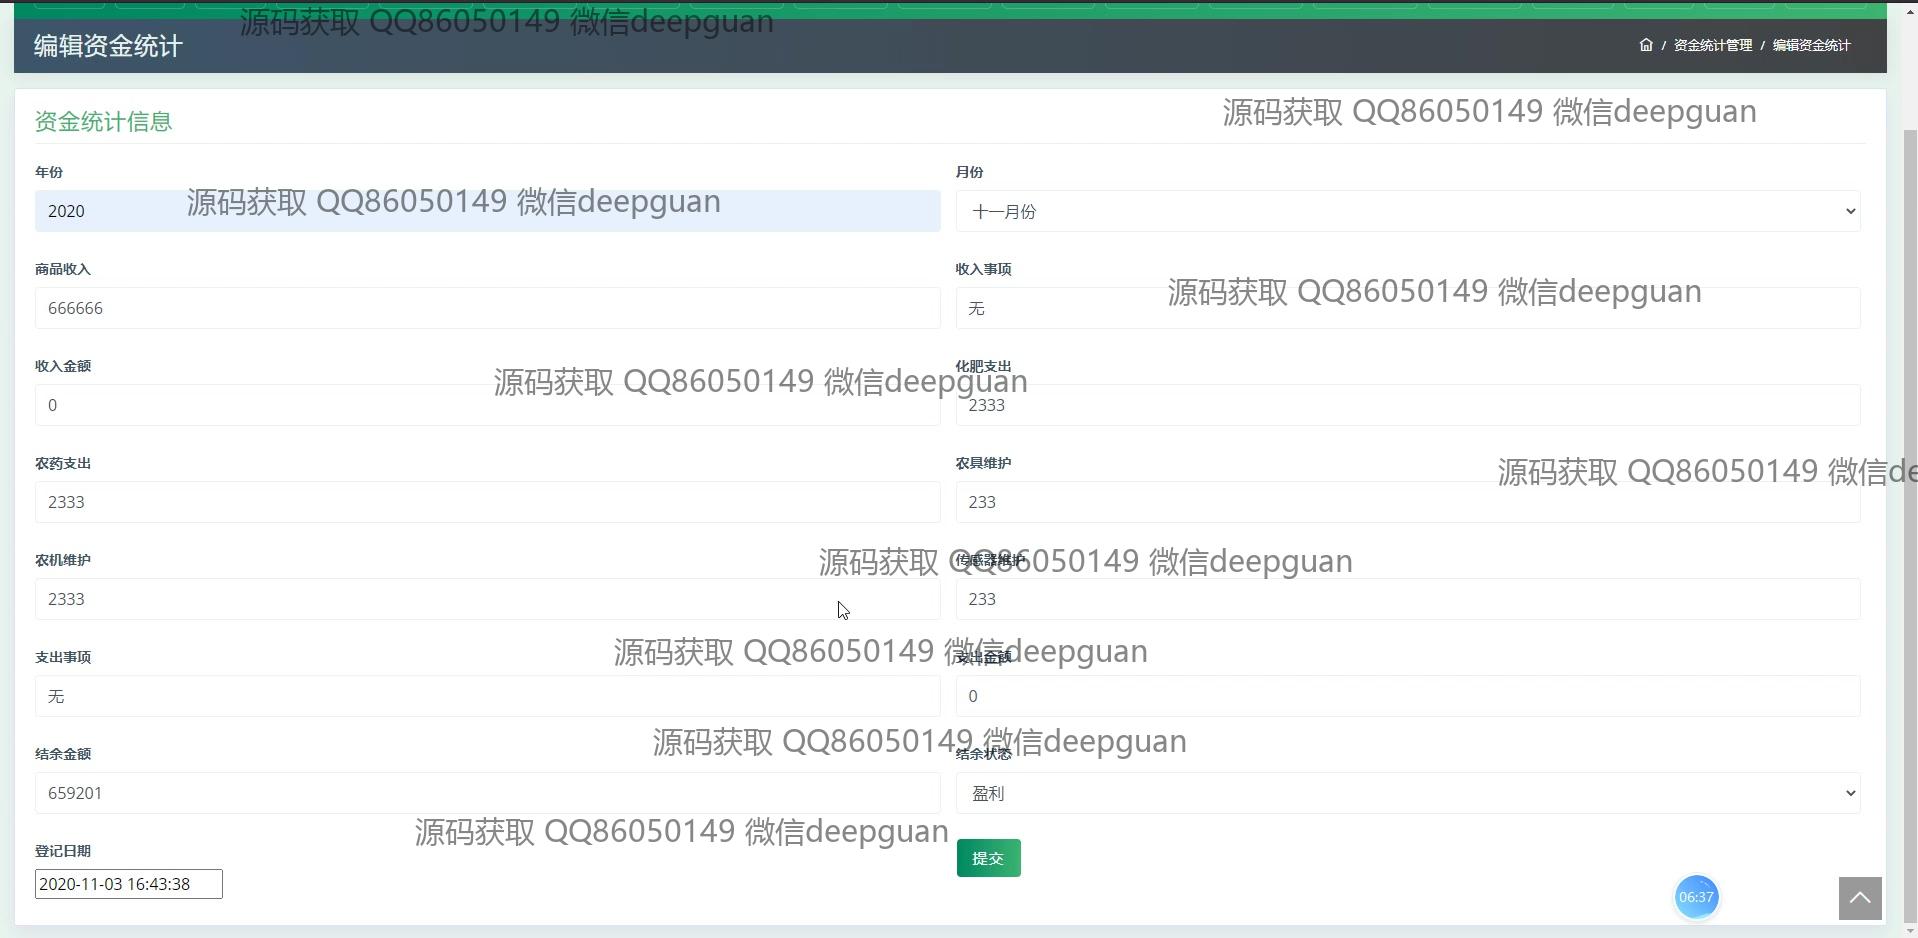 源码获取 QQ86050149 微信deepguan
编辑资金统计
/ 资金统计管理 / 编辑资金统计
资金统计信息
源码获取 QQ86050149 微信deepguan
年份
月份
2020
源码获取 QQ86050149 微信deepguan
十一月份
商品收入
收入事项
666666
无
源码获取 QQ86050149 微信deepguan
收入金额
化肥支出
源码获取 QQ86050149 微信deepguan
0
2333
农药支出
农具维护
源码获取 QQ86050149 微信de
2333
233
农机维护
传感器维护
源码获取 QQ86050149 微信deepguan
2333
233
支出事项
支出金额
源码获取 QQ86050149 微信deepguan
无
0
结余金额
结余状态
源码获取 QQ86050149 微信deepguan
659201
盈利
登记日期
源码获取 QQ86050149 微信deepguan
提交
2020-11-03 16:43:38
06:37